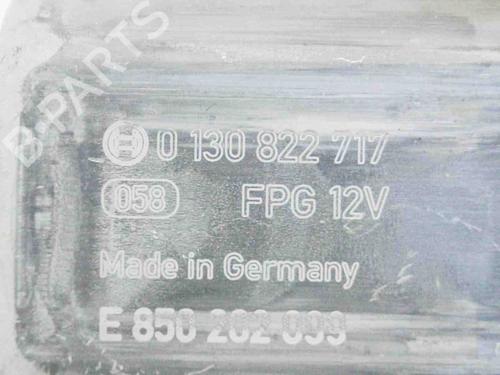 B-PARTS
0 130 822 717
058 FPG 12V
Made in Germany
E 850 202 099